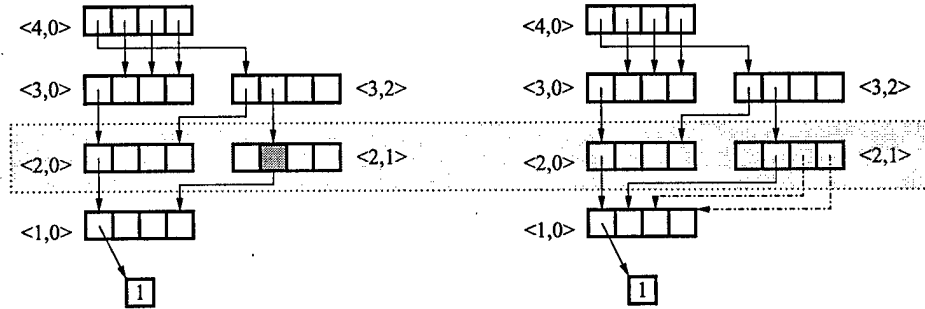 <4,0> <4,0>
<3,0> <3,2> <3,0> <3,2>
<2,0> <2,1> <2,0> <2,1>
<1,0> <1,0>
1 1